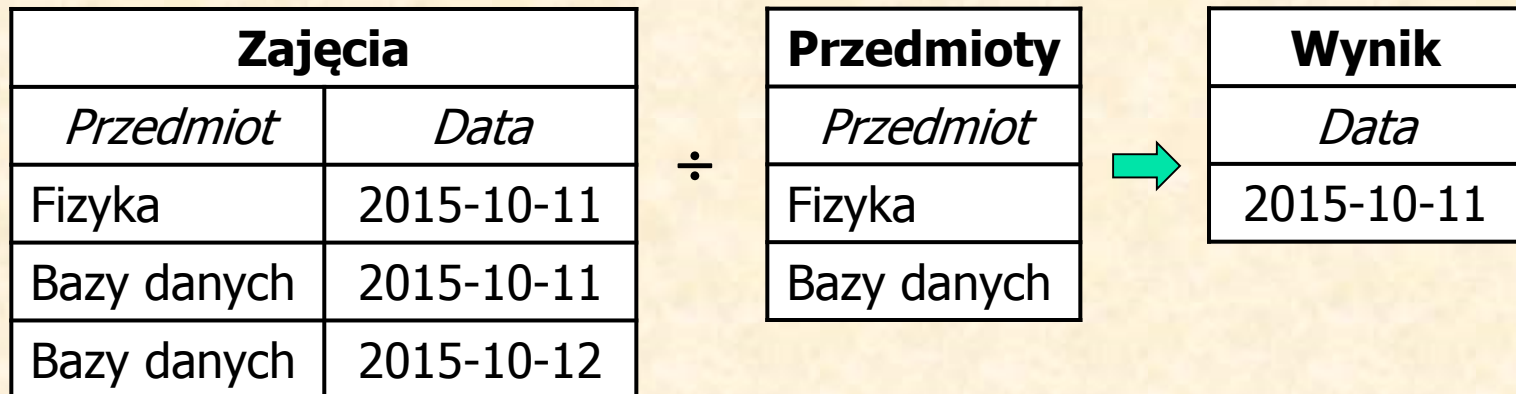 Zajęcia
Przedmiot Data
Fizyka 2015-10-11
Bazy danych 2015-10-11
Bazy danych 2015-10-12
÷
Przedmioty
Przedmiot
Fizyka
Bazy danych
Wynik
Data
2015-10-11